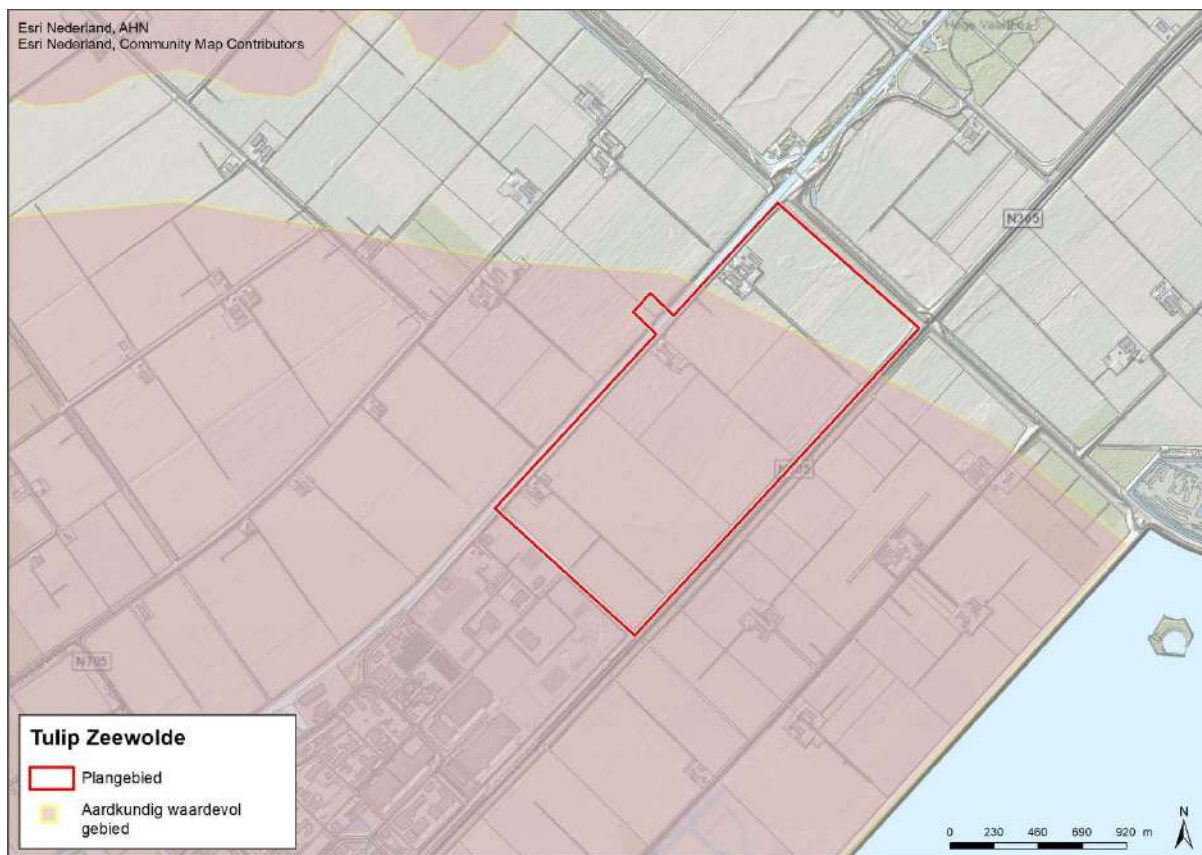 Esri Nederland, AHN
Esri Nederland, Community Map Contributors
N305
N305
N705
Tulip Zeewolde
Plangebied
Aardkundig waardevol
gebied
0 230 460 690 920 m
N